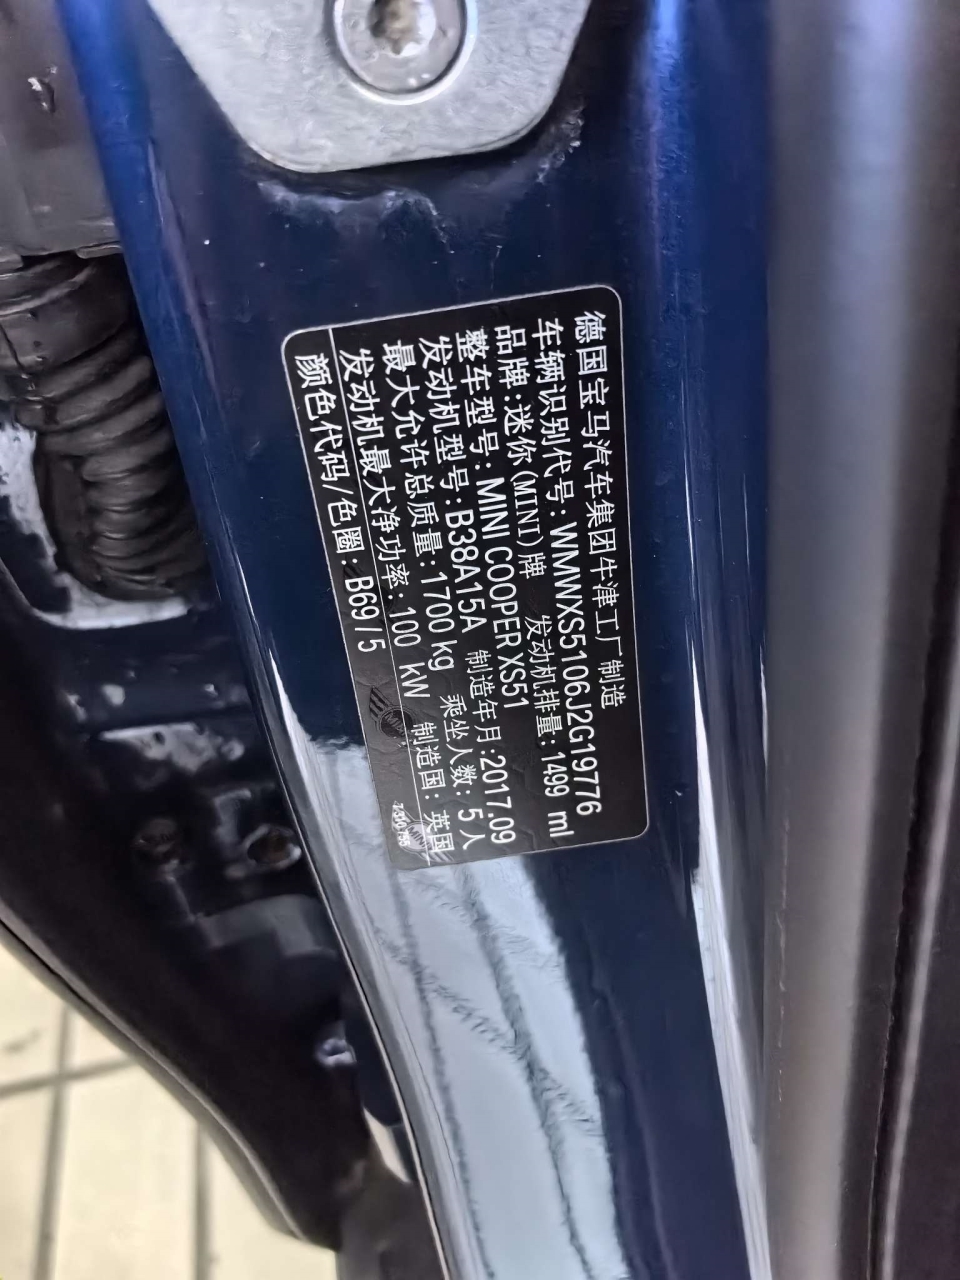 德国宝马汽车集团牛津工厂制造
车辆识别代号: WMWXS5106J2G19776
品牌:迷你(MINI)牌 发动机排量: 1499 ml
整车型号: MINI COOPER XS51
发动机型号: B38A15A 制造年月:2017.09
最大允许总质量: 1700 kg 乘坐人数: 5人
发动机最大净功率: 100 kW 制造国: 英国
颜色代码/色圈: B69/5
MINI
MINI